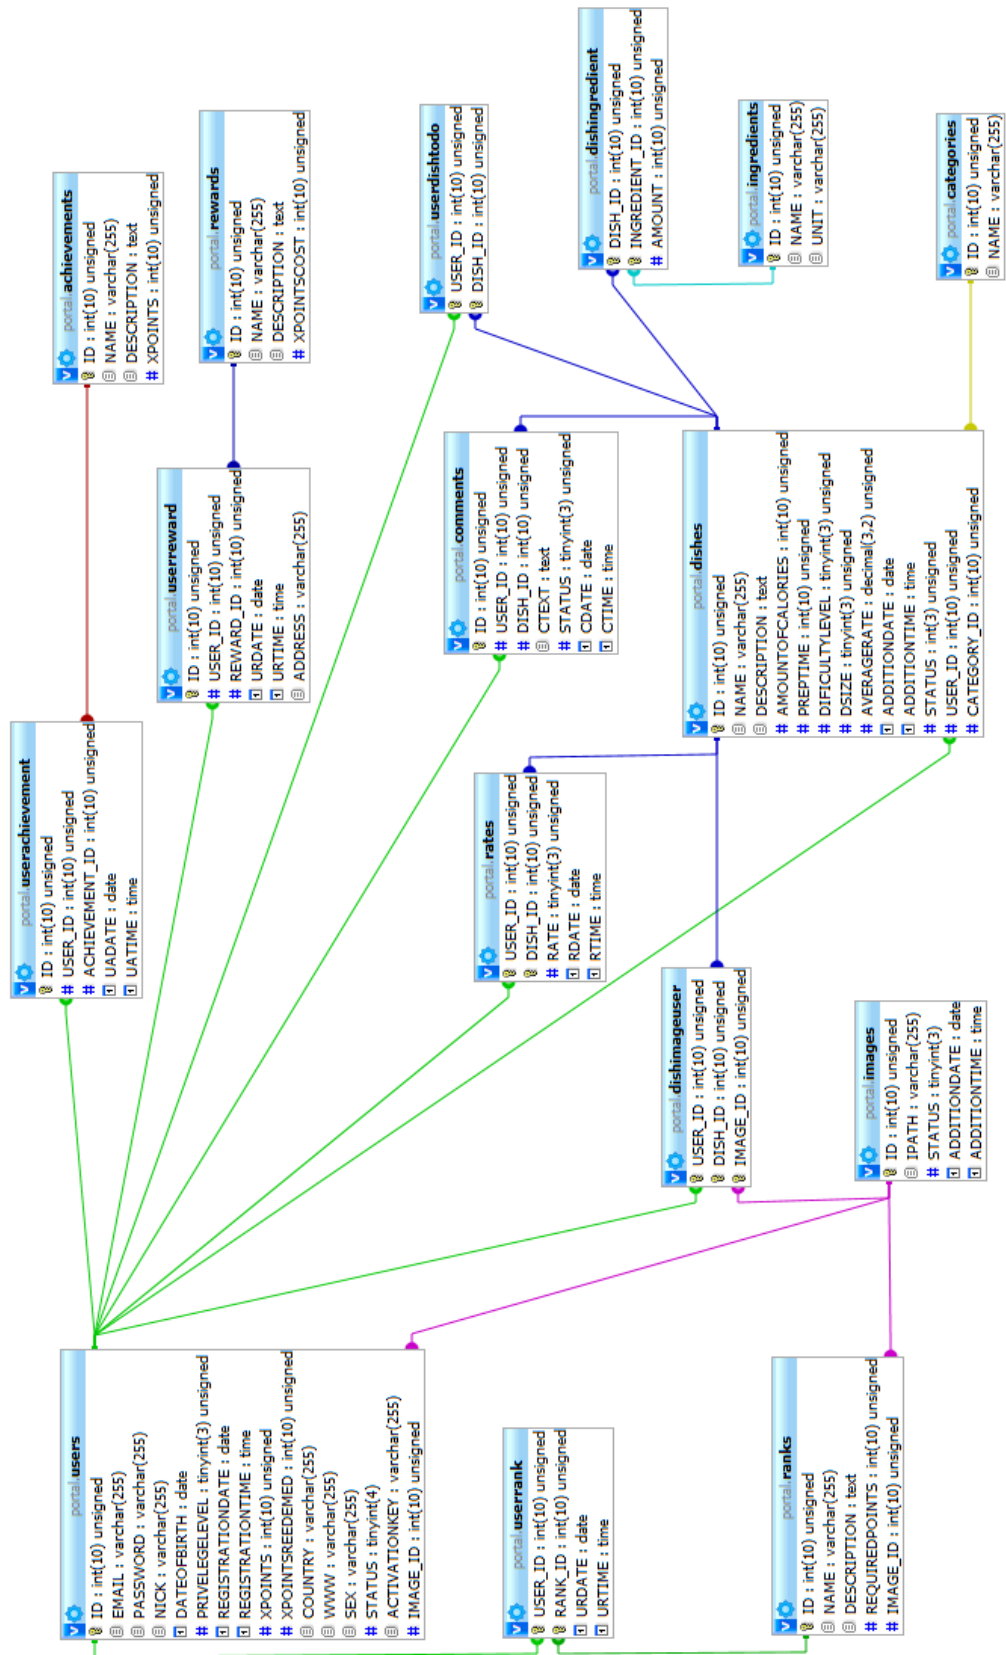 portal.users
ID : int(10) unsigned
EMAIL : varchar(255)
PASSWORD : varchar(255)
NICK : varchar(255)
DATEOFBIRTH : date
PRIVELEGELEVEL : tinyint(3) unsigned
REGISTRATIONDATE : date
REGISTRATIONTIME : time
XPOINTS : int(10) unsigned
XPOINTSREEDEMED : int(10) unsigned
COUNTRY : varchar(255)
WWW : varchar(255)
SEX : varchar(255)
STATUS : tinyint(4)
ACTIVATIONKEY : varchar(255)
IMAGE_ID : int(10) unsigned
portal.userrank
USER_ID : int(10) unsigned
RANK_ID : int(10) unsigned
URDATE : date
URTIME : time
portal.ranks
ID : int(10) unsigned
NAME : varchar(255)
DESCRIPTION : text
REQUIREDPOINTS : int(10) unsigned
IMAGE_ID : int(10) unsigned
portal.userachievement
ID : int(10) unsigned
USER_ID : int(10) unsigned
ACHIEVEMENT_ID : int(10) unsigned
UADATE : date
UATIME : time
portal.rates
USER_ID : int(10) unsigned
DISH_ID : int(10) unsigned
RATE : tinyint(3) unsigned
RDATE : date
RTIME : time
portal.dishimageuser
USER_ID : int(10) unsigned
DISH_ID : int(10) unsigned
IMAGE_ID : int(10) unsigned
portal.images
ID : int(10) unsigned
IPATH : varchar(255)
STATUS : tinyint(3)
ADDITIONDATE : date
ADDITIONTIME : time
portal.userreward
ID : int(10) unsigned
USER_ID : int(10) unsigned
REWARD_ID : int(10) unsigned
URDATE : date
URTIME : time
ADDRESS : varchar(255)
portal.comments
ID : int(10) unsigned
USER_ID : int(10) unsigned
DISH_ID : int(10) unsigned
CTEXT : text
STATUS : tinyint(3) unsigned
CDATE : date
CTIME : time
portal.dishes
ID : int(10) unsigned
NAME : varchar(255)
DESCRIPTION : text
AMOUNTOFCALORIES : int(10) unsigned
PREPTIME : int(10) unsigned
DIFICULTYLEVEL : tinyint(3) unsigned
DSIZE : tinyint(3) unsigned
AVERAGERATE : decimal(3,2) unsigned
ADDITIONDATE : date
ADDITIONTIME : time
STATUS : int(3) unsigned
USER_ID : int(10) unsigned
CATEGORY_ID : int(10) unsigned
portal.achievements
ID : int(10) unsigned
NAME : varchar(255)
DESCRIPTION : text
XPOINTS : int(10) unsigned
portal.rewards
ID : int(10) unsigned
NAME : varchar(255)
DESCRIPTION : text
XPOINTSCOST : int(10) unsigned
portal.userdishtodo
USER_ID : int(10) unsigned
DISH_ID : int(10) unsigned
portal.dishingredient
DISH_ID : int(10) unsigned
INGREDIENT_ID : int(10) unsigned
AMOUNT : int(10) unsigned
portal.ingredients
ID : int(10) unsigned
NAME : varchar(255)
UNIT : varchar(255)
portal.categories
ID : int(10) unsigned
NAME : varchar(255)